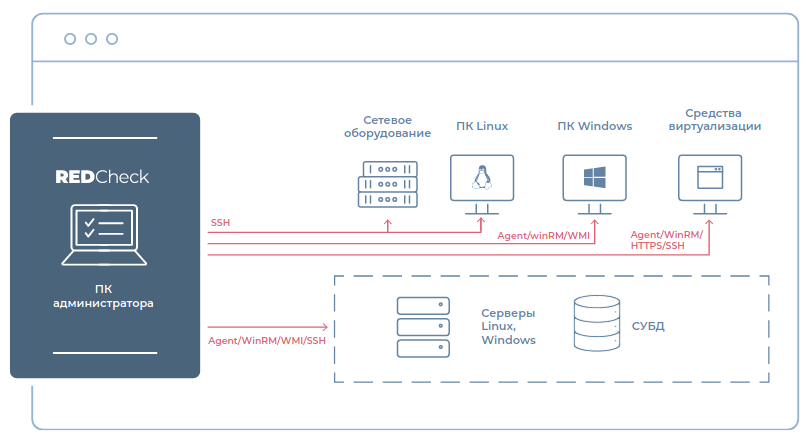 REDCheck
ПК
администратора
Сетевое
оборудование
ПК Linux
ПК Windows
Средства
виртуализации
SSH
Agent/winRM/WMI
Agent/WinRM/
HTTPS/SSH
Agent/WinRM/WMI/SSH
Серверы
Linux,
Windows
СУБД